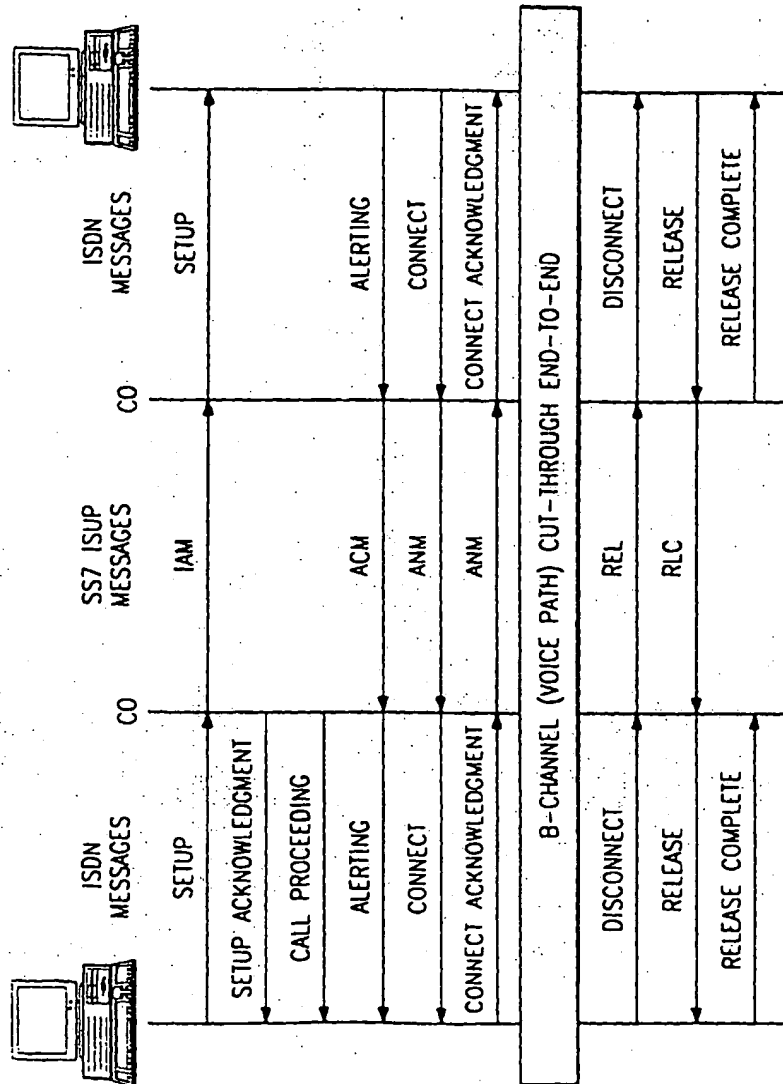 ISDN
MESSAGES
CO
SS7 ISUP
MESSAGES
CO
ISDN
MESSAGES
SETUP
IAM
SETUP
SETUP ACKNOWLEDGMENT
CALL PROCEEDING
ALERTING
ACM
ALERTING
CONNECT
ANM
CONNECT
CONNECT ACKNOWLEDGMENT
ANM
CONNECT ACKNOWLEDGMENT
B-CHANNEL (VOICE PATH) CUT-THROUGH END-TO-END
DISCONNECT
REL
DISCONNECT
RELEASE
RLC
RELEASE
RELEASE COMPLETE
RELEASE COMPLETE